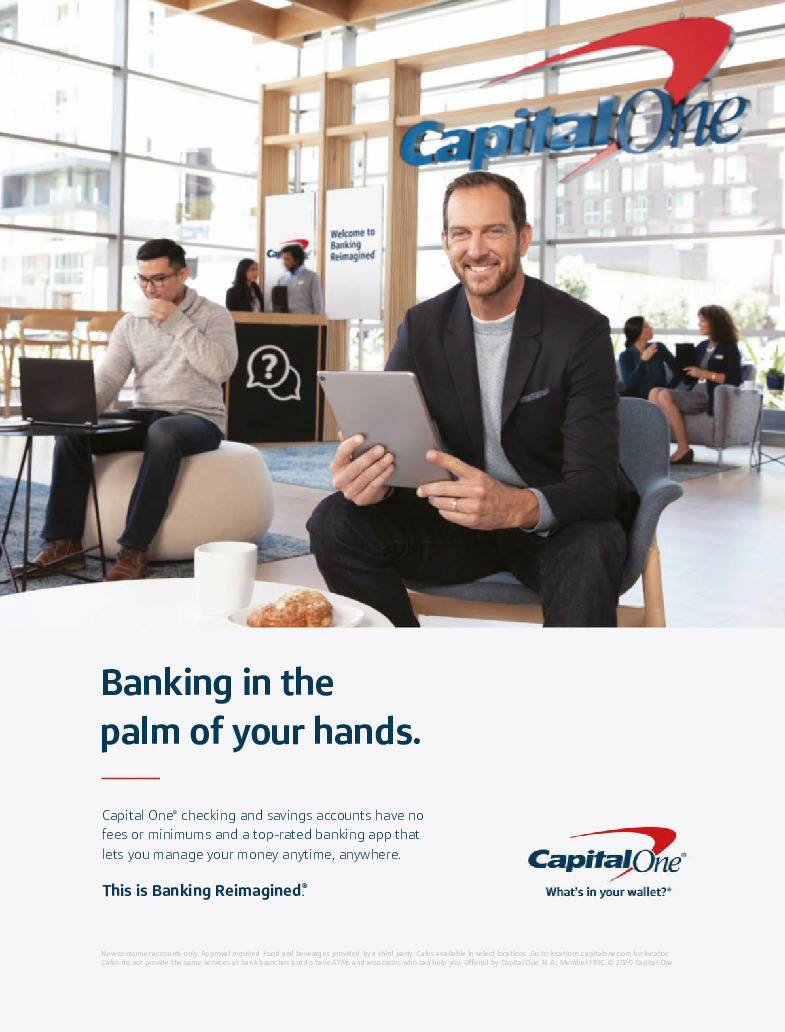 CapitalOne
Capital
Welcome to
Banking
Reimagined
?
Banking in the
palm of your hands.
Capital One® checking and savings accounts have no
fees or minimums and a top-rated banking app that
lets you manage your money anytime, anywhere.
This is Banking Reimagined.®
CapitalOne®
What's in your wallet?®
New consumer accounts only. Approval required. Food and beverages provided by a third party. Cafés available in select locations. Go to locations.capitalone.com for locator.
Cafés do not provide the same services as bank branches but do have ATMs and associates who can help you. Offered by Capital One, N.A., Member FDIC. © 2020 Capital One